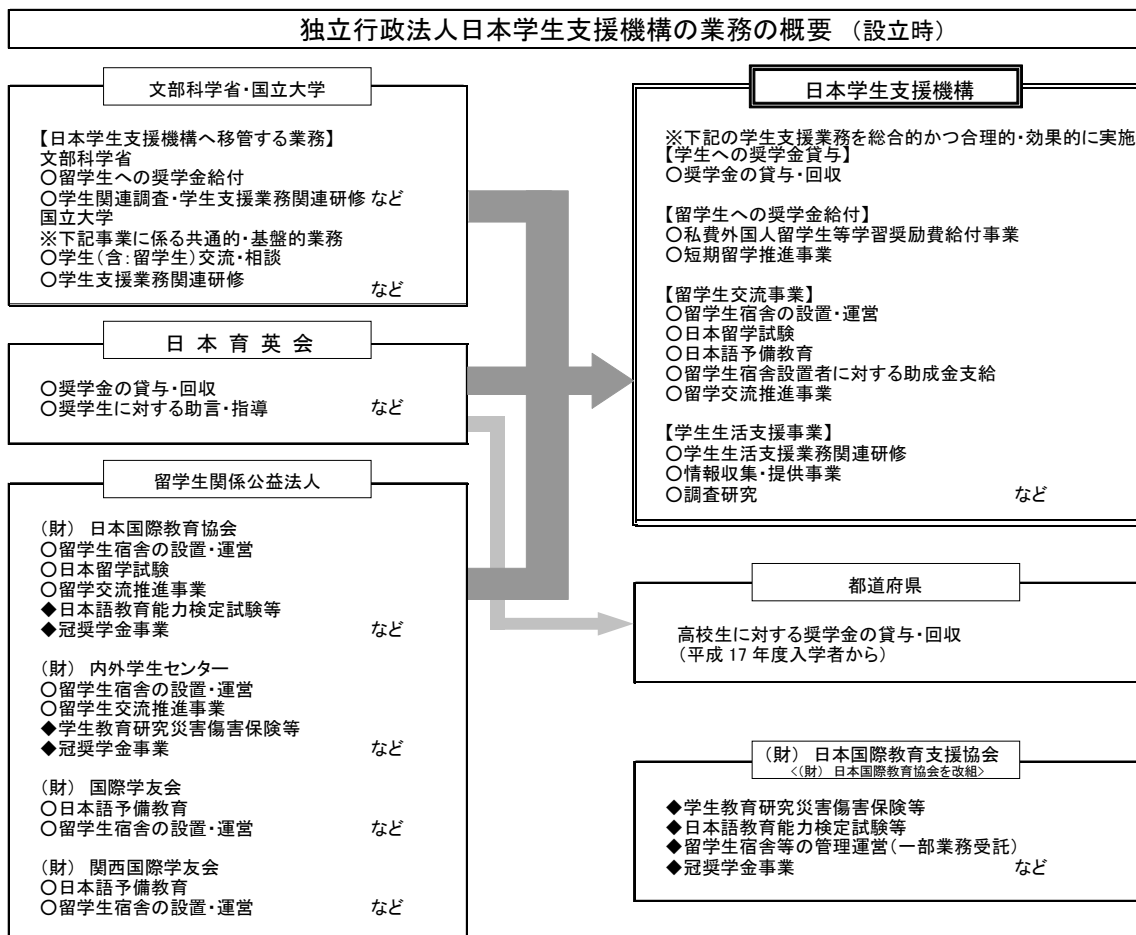 独立行政法人日本学生支援機構の業務の概要 （設立時）
文部科学省・国立大学
【日本学生支援機構へ移管する業務】
文部科学省
○留学生への奨学金給付
○学生関連調査・学生支援業務関連研修 など
国立大学
※下記事業に係る共通的・基盤的業務
○学生（含：留学生）交流・相談
○学生支援業務関連研修
など
日 本 育 英 会
○奨学金の貸与・回収
○奨学生に対する助言・指導 など
留学生関係公益法人
（財） 日本国際教育協会
○留学生宿舎の設置・運営
○日本留学試験
○留学交流推進事業
◆日本語教育能力検定試験等
◆冠奨学金事業 など
（財） 内外学生センター
○留学生宿舎の設置・運営
○留学生交流推進事業
◆学生教育研究災害傷害保険等
◆冠奨学金事業 など
（財） 国際学友会
○日本語予備教育
○留学生宿舎の設置・運営 など
（財） 関西国際学友会
○日本語予備教育
○留学生宿舎の設置・運営 など
日本学生支援機構
※下記の学生支援業務を総合的かつ合理的・効果的に実施
【学生への奨学金貸与】
○奨学金の貸与・回収
【留学生への奨学金給付】
○私費外国人留学生等学習奨励費給付事業
○短期留学推進事業
【留学生交流事業】
○留学生宿舎の設置・運営
○日本留学試験
○日本語予備教育
○留学生宿舎設置者に対する助成金支給
○留学交流推進事業
【学生生活支援事業】
○学生生活支援業務関連研修
○情報収集・提供事業
○調査研究 など
都道府県
高校生に対する奨学金の貸与・回収
（平成 17 年度入学者から）
（財） 日本国際教育支援協会
<（財） 日本国際教育協会を改組>
◆学生教育研究災害傷害保険等
◆日本語教育能力検定試験等
◆留学生宿舎等の管理運営（一部業務受託）
◆冠奨学金事業 など